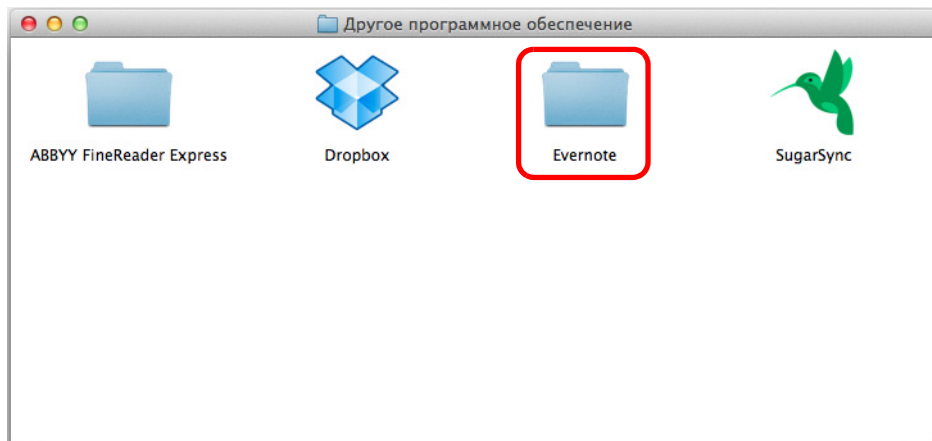 Другое программное обеспечение
ABBYY FineReader Express
Dropbox
Evernote
SugarSync